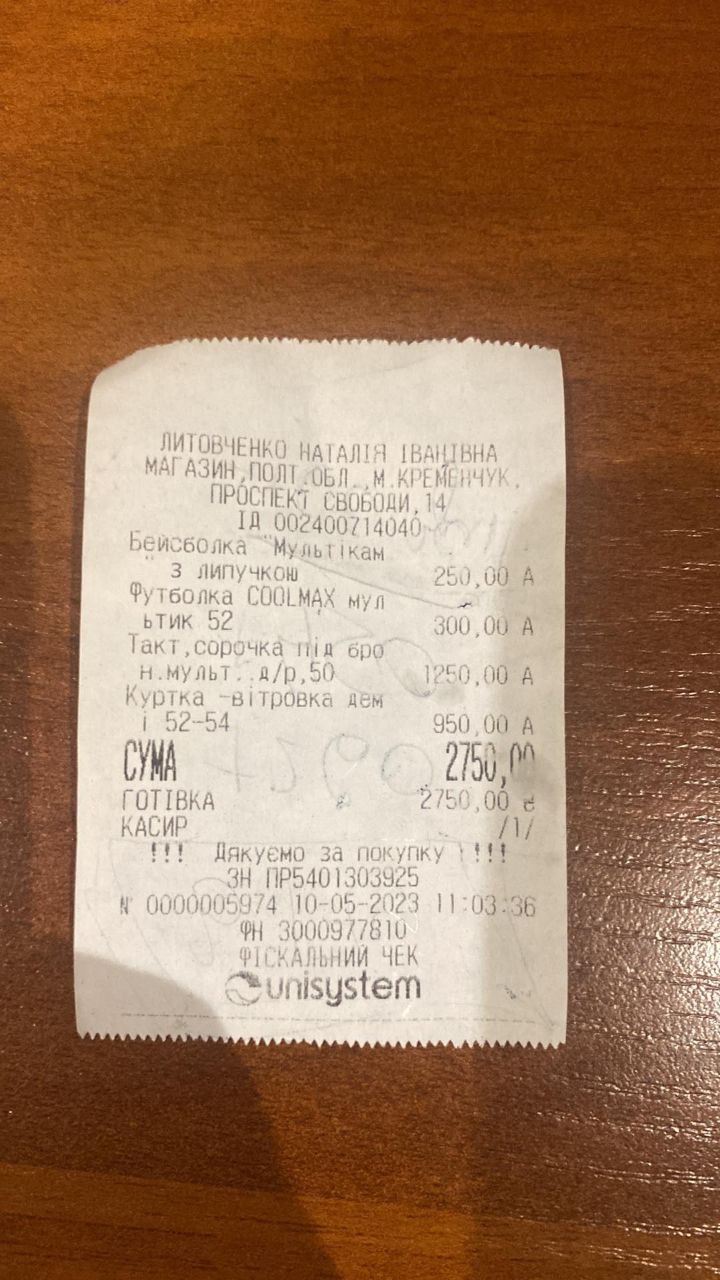 ЛИТОВЧЕНКО НАТАЛІЯ ІВАНІВНА
МАГАЗИН,ПОЛТ.ОБЛ.,М.КРЕМЕНЧУК,
ПРОСПЕКТ СВОБОДИ,14
ІД 002400714040
Бейсболка "Мультікам
" з липучкою 250,00 А
Футболка COOLMAX мул
ьтик 52 300,00 А
Такт,сорочка під бро
н.мульт..д/р,50 1250,00 А
Куртка -вітровка дем
і 52-54 950,00 А
СУМА 2750,00
ГОТІВКА 2750,00 ₴
КАСИР /1/
!!! Дякуємо за покупку !!!!
ЗН ПР5401303925
№ 0000005974 10-05-2023 11:03:36
ФН 3000977810
ФІСКАЛЬНИЙ ЧЕК
unisystem